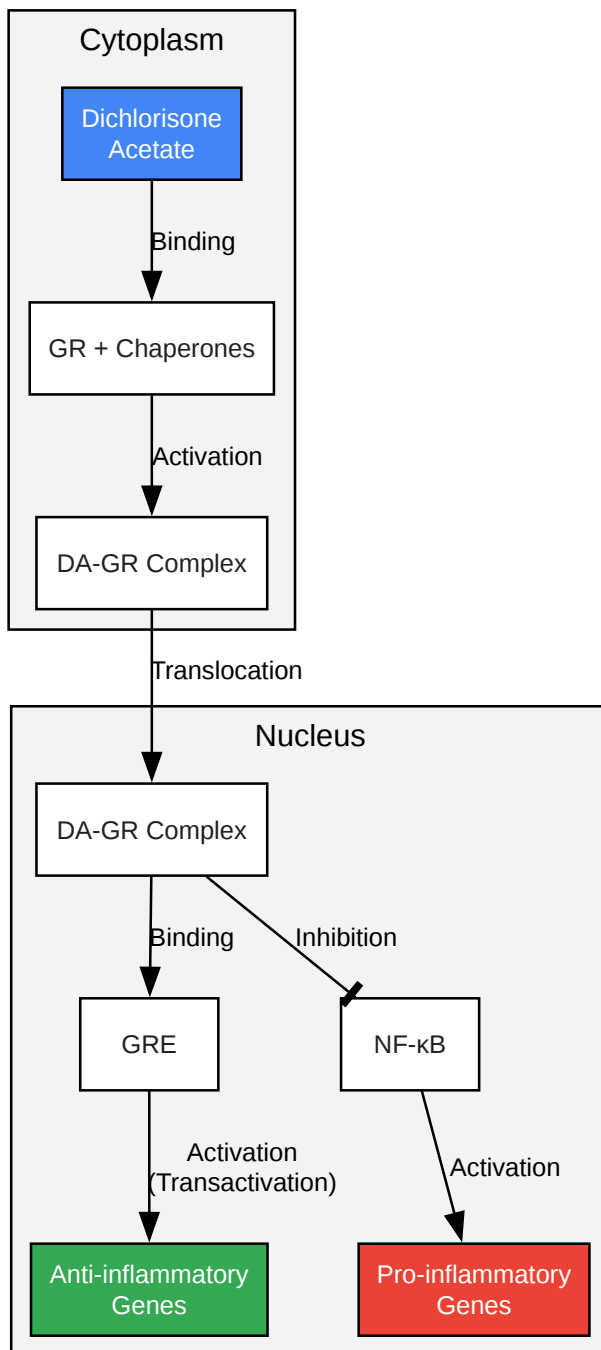 Cytoplasm
Dichlorisone
Acetate
Binding
GR + Chaperones
Activation
DA-GR Complex
Translocation
Nucleus
DA-GR Complex
Binding
Inhibition
GRE
NF-κB
Activation
(Transactivation)
Activation
Anti-inflammatory
Genes
Pro-inflammatory
Genes